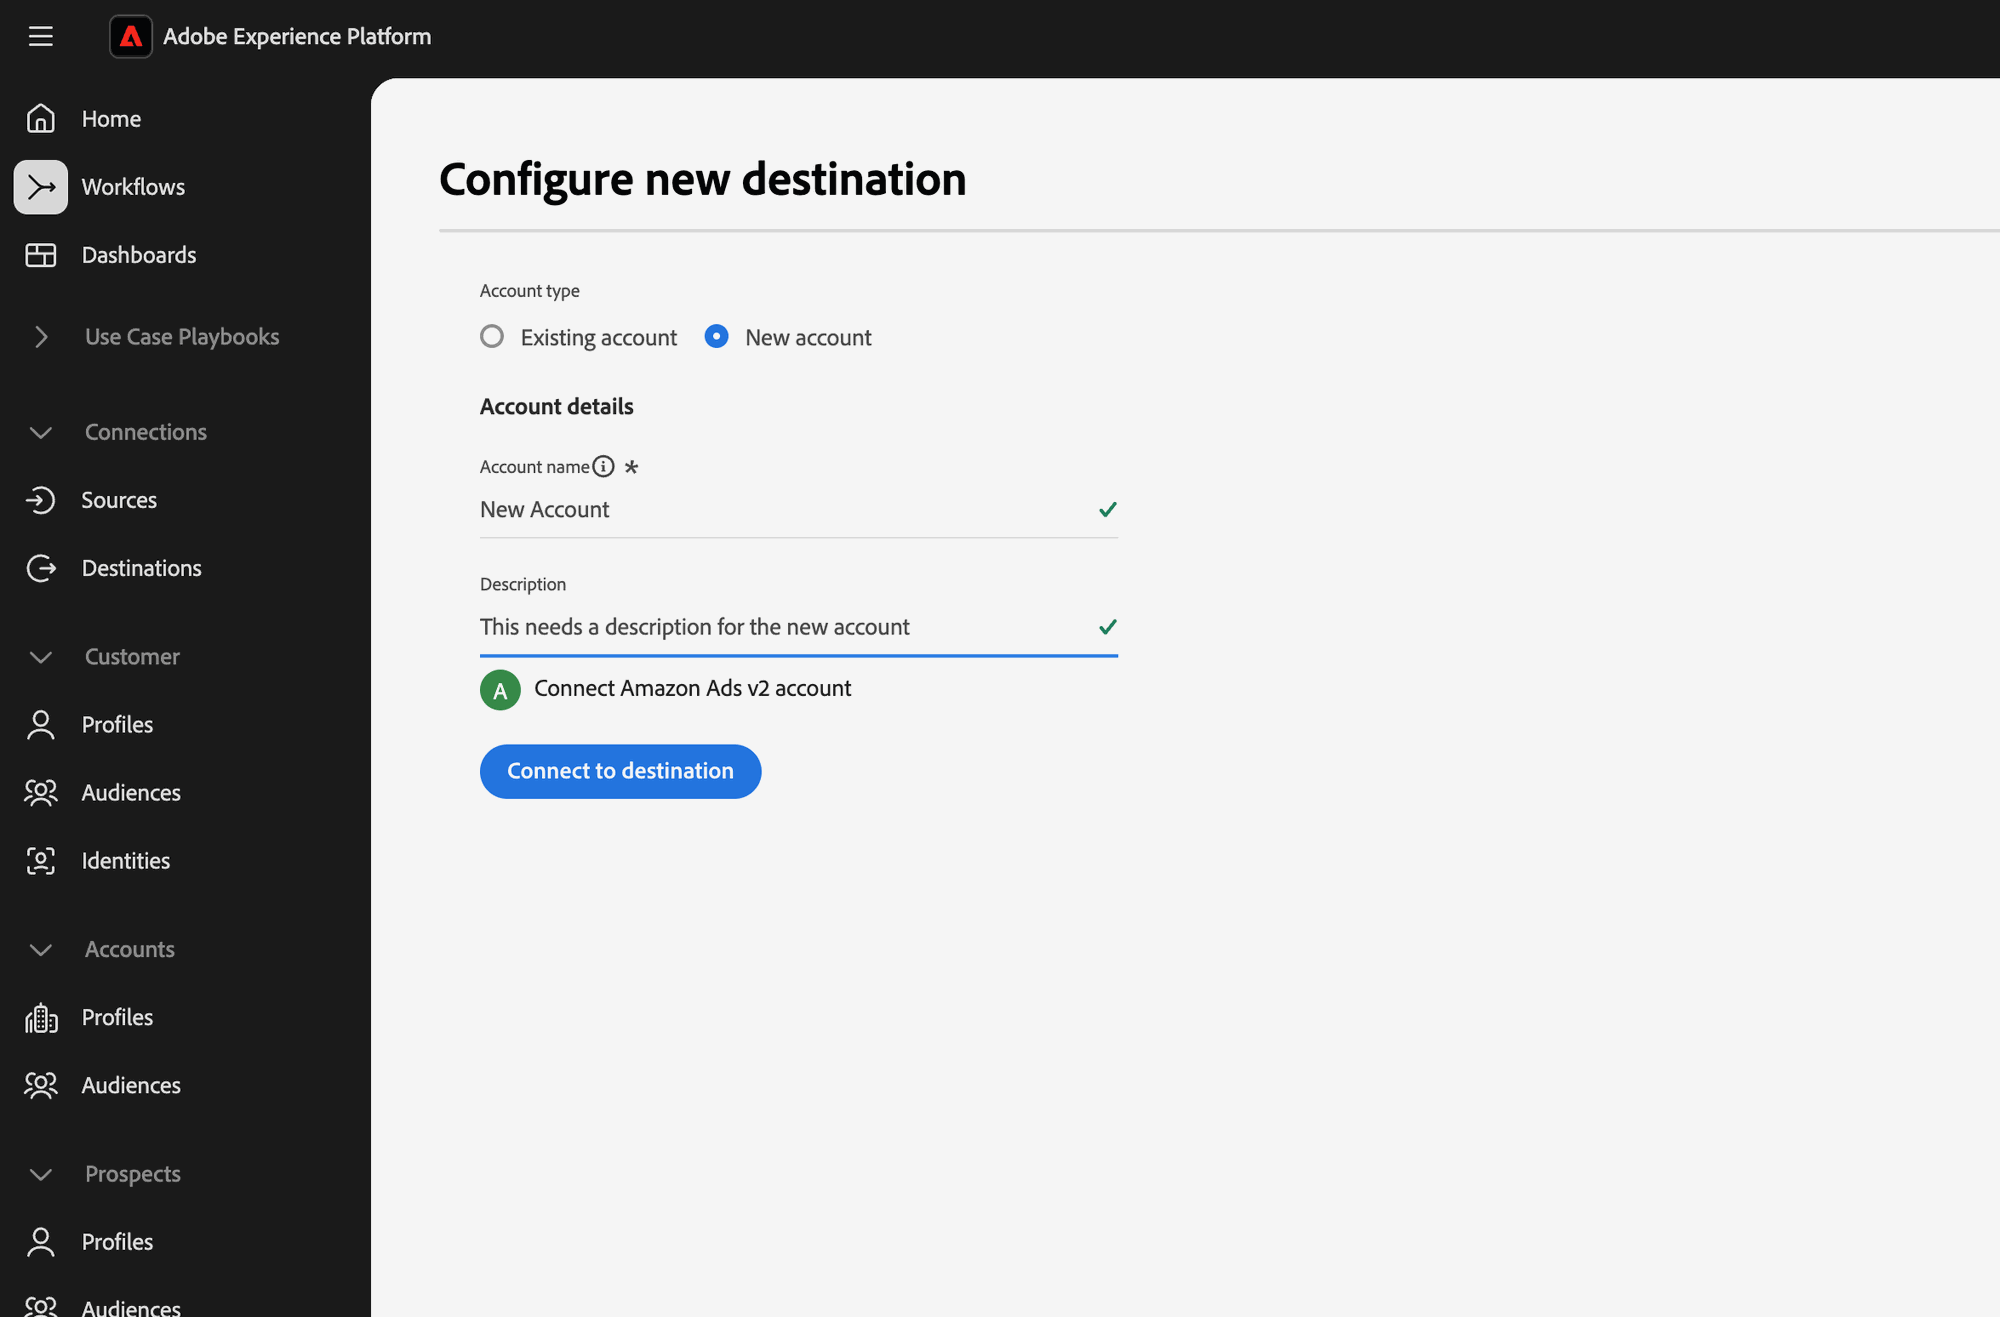 Adobe Experience Platform
Home
Workflows
Dashboards
Use Case Playbooks
Connections
Sources
Destinations
Customer
Profiles
Audiences
Identities
Accounts
Profiles
Audiences
Prospects
Profiles
Audiences
Configure new destination
Account type
Existing account New account
Account details
Account name *
New Account
Description
This needs a description for the new account
A Connect Amazon Ads v2 account
Connect to destination